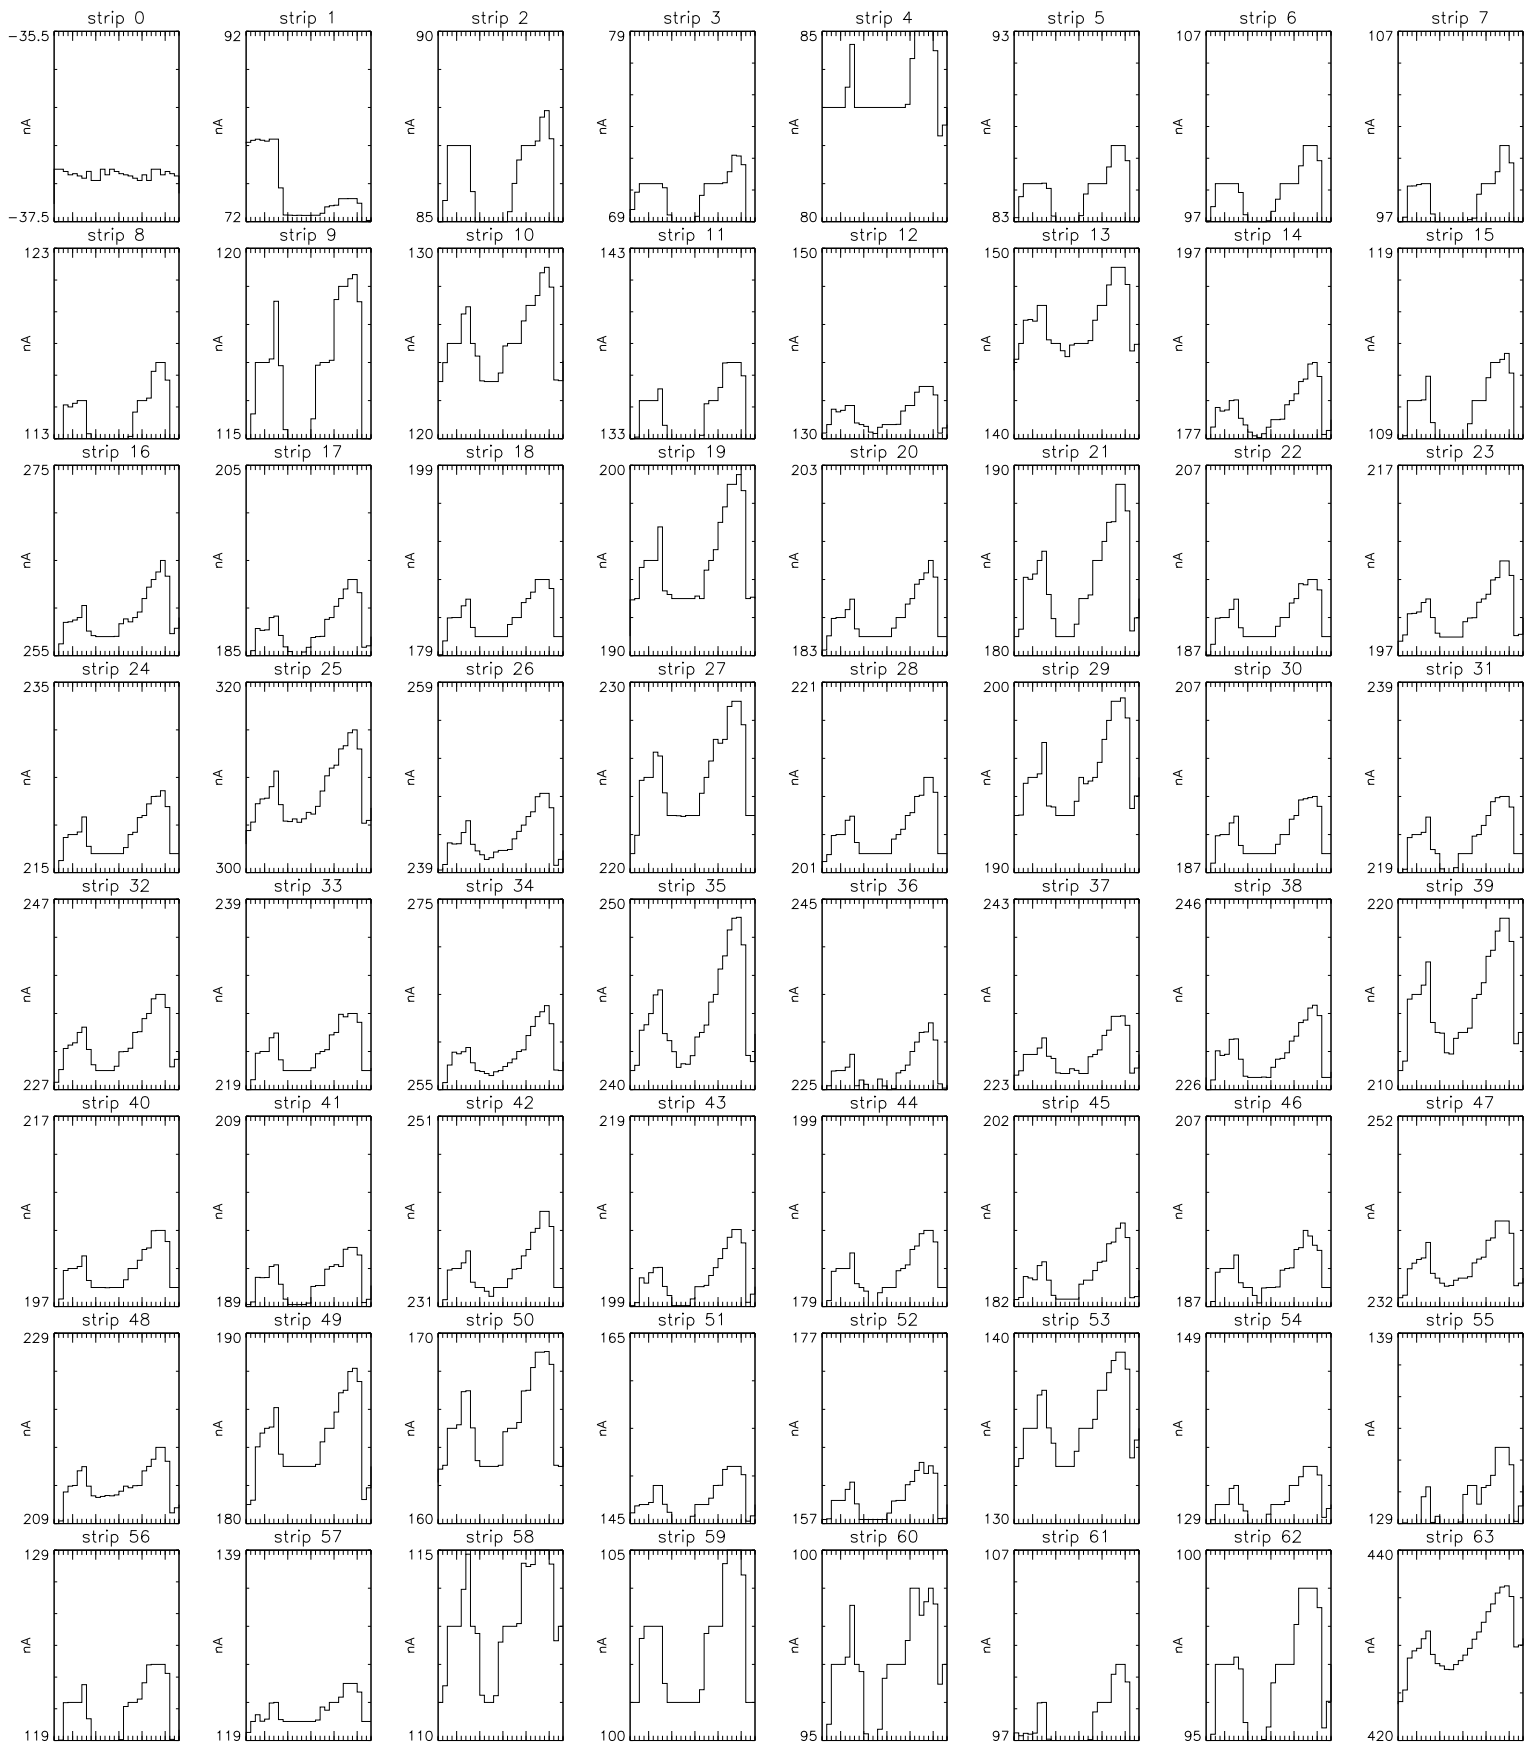 strip 0 strip 1 strip 2 strip 3 strip 4 strip 5 strip 6 strip 7
-35.5 92 90 79 85 93 107 107
nA nA nA nA nA nA nA nA
-37.5 72 85 69 80 83 97 97
strip 8 strip 9 strip 10 strip 11 strip 12 strip 13 strip 14 strip 15
123 120 130 143 150 150 197 119
nA nA nA nA nA nA nA nA
113 115 120 133 130 140 177 109
strip 16 strip 17 strip 18 strip 19 strip 20 strip 21 strip 22 strip 23
275 205 199 200 203 190 207 217
nA nA nA nA nA nA nA nA
255 185 179 190 183 180 187 197
strip 24 strip 25 strip 26 strip 27 strip 28 strip 29 strip 30 strip 31
235 320 259 230 221 200 207 239
nA nA nA nA nA nA nA nA
215 300 239 220 201 190 187 219
strip 32 strip 33 strip 34 strip 35 strip 36 strip 37 strip 38 strip 39
247 239 275 250 245 243 246 220
nA nA nA nA nA nA nA nA
227 219 255 240 225 223 226 210
strip 40 strip 41 strip 42 strip 43 strip 44 strip 45 strip 46 strip 47
217 209 251 219 199 202 207 252
nA nA nA nA nA nA nA nA
197 189 231 199 179 182 187 232
strip 48 strip 49 strip 50 strip 51 strip 52 strip 53 strip 54 strip 55
229 190 170 165 177 140 149 139
nA nA nA nA nA nA nA nA
209 180 160 145 157 130 129 129
strip 56 strip 57 strip 58 strip 59 strip 60 strip 61 strip 62 strip 63
129 139 115 105 100 107 100 440
nA nA nA nA nA nA nA nA
119 119 110 100 95 97 95 420